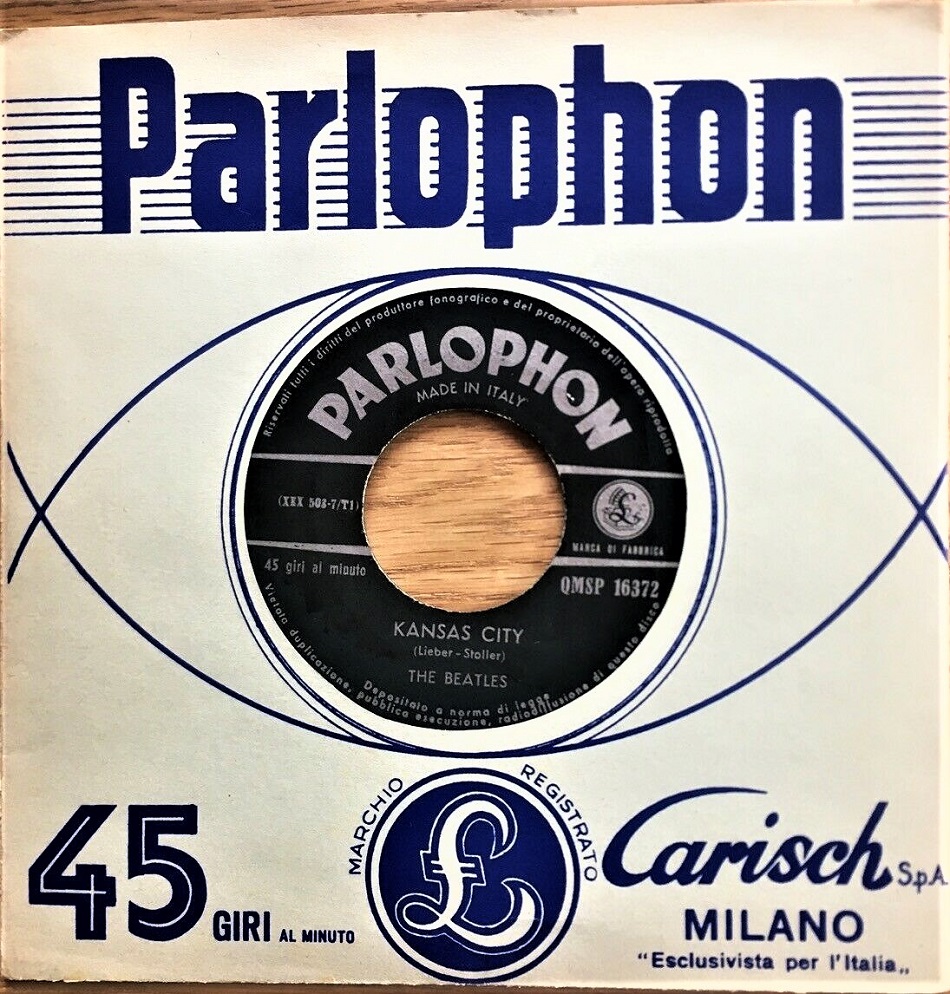 Parlophon
Riservati tutti i diritti del produttore fonografico e del proprietario dell'opera riprodotta
PARLOPHON
MADE IN ITALY
(XEX 503-7/T1)
£
MARCA DI FABBRICA
45 giri al minuto
QMSP 16372
KANSAS CITY
(Lieber - Stoller)
THE BEATLES
Depositato a norma di legge
Vietata duplicazione, pubblica esecuzione, radiodiffusione di questo disco
MARCHIO REGISTRATO
£
45 GIRI AL MINUTO
Carisch S.p.A.
MILANO
"Esclusivista per l'Italia„